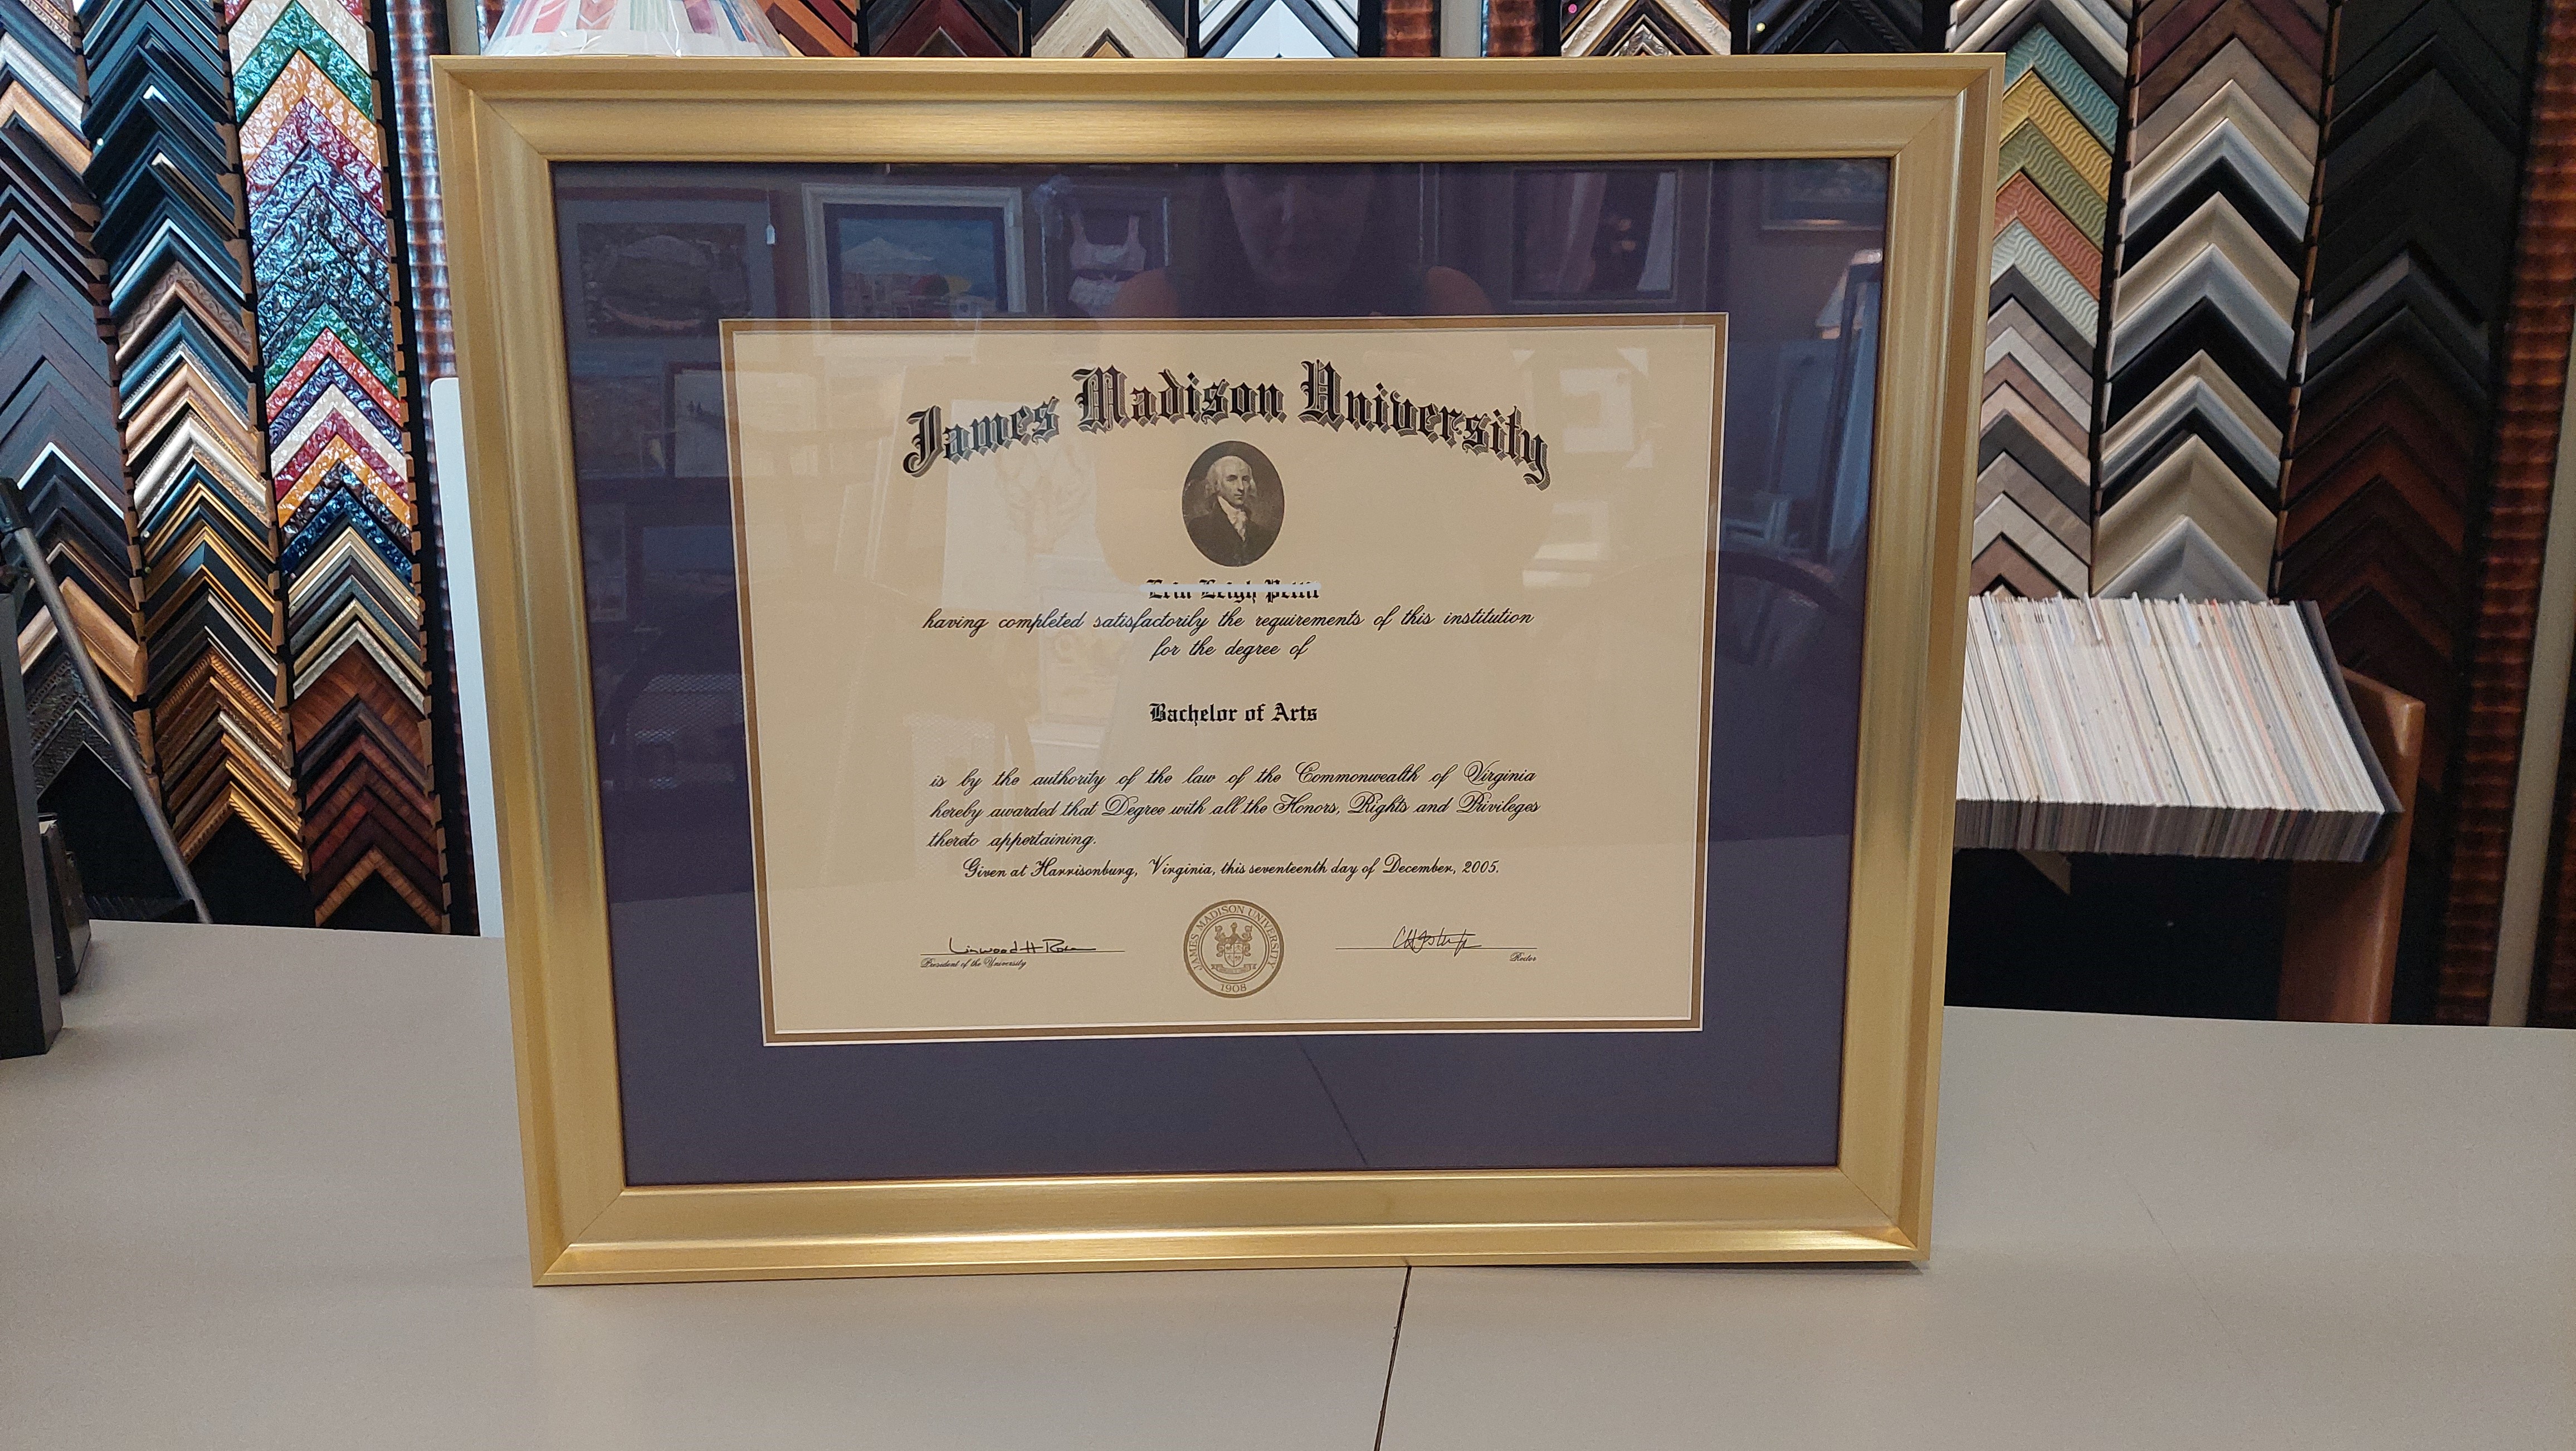 James Madison University
having completed satisfactorily the requirements of this institution
for the degree of
Bachelor of Arts
is by the authority of the law of the Commonwealth of Virginia
hereby awarded that Degree with all the Honors, Rights and Privileges
thereto appertaining.
Given at Harrisonburg, Virginia, this seventeenth day of December, 2005.
Linwood H
President of the University
JAMES MADISON UNIVERSITY
1908
Rector